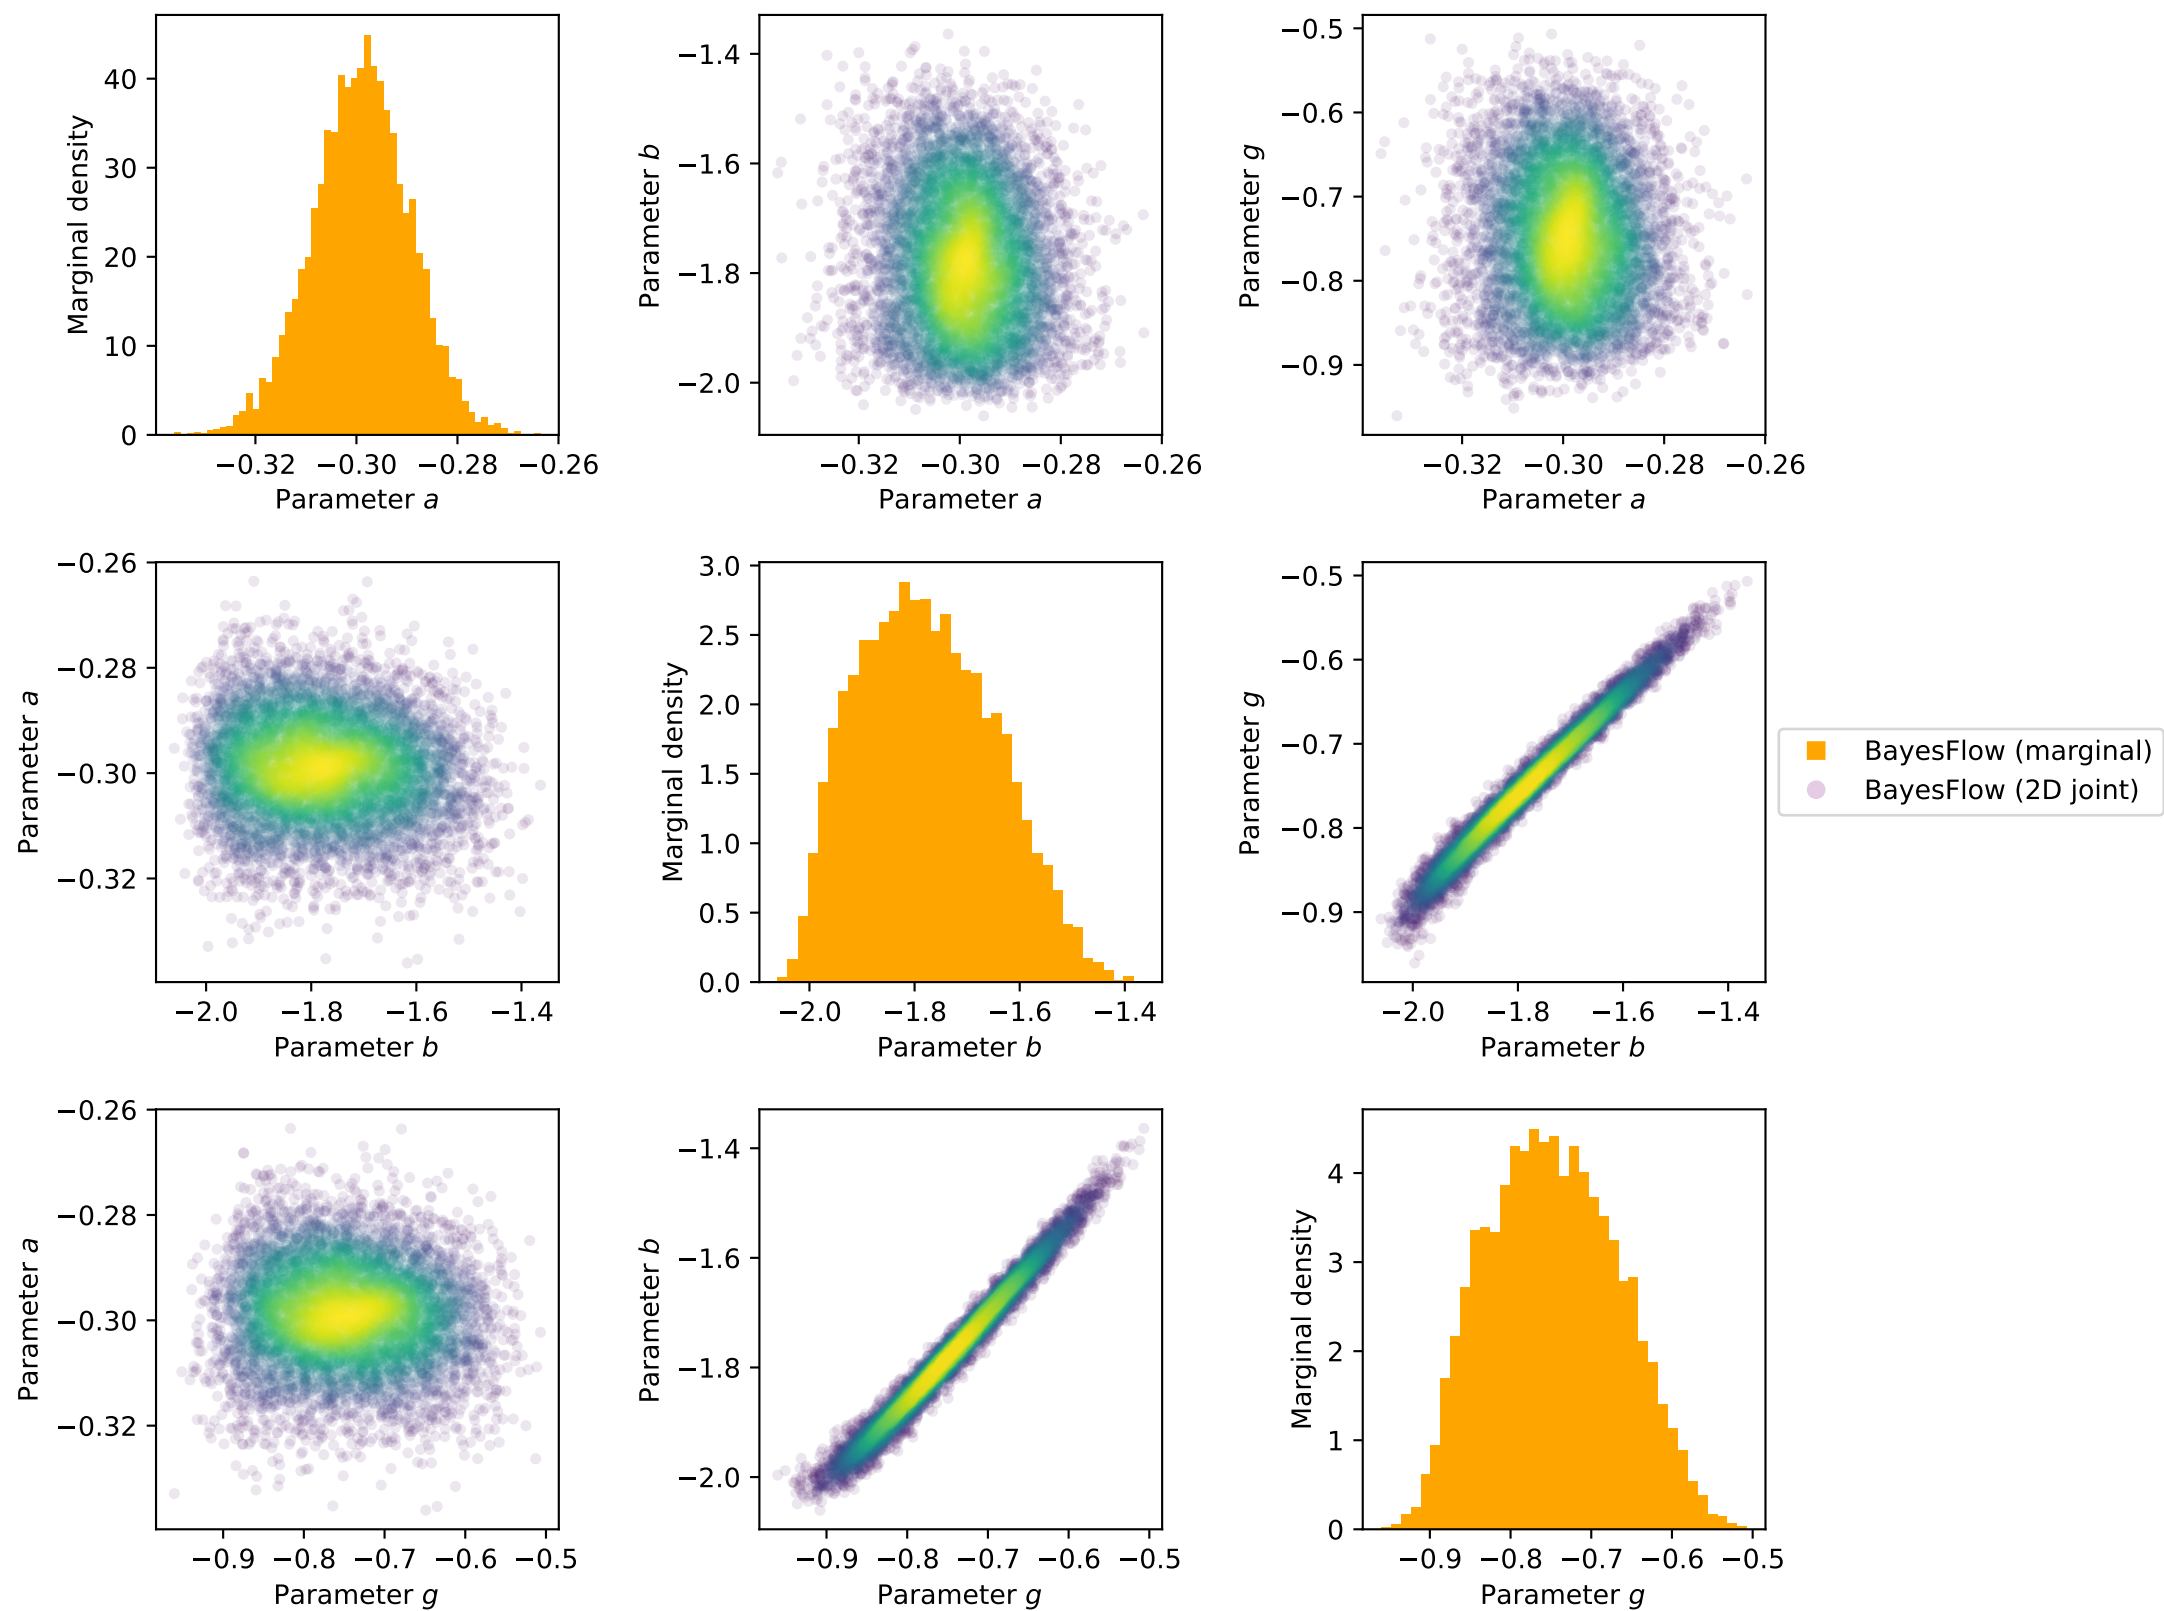 40
30
20
10
0
Marginal density
−0.32 −0.30 −0.28 −0.26
Parameter a
−1.4
−1.6
−1.8
−2.0
Parameter b
−0.32 −0.30 −0.28 −0.26
Parameter a
−0.5
−0.6
−0.7
−0.8
−0.9
Parameter g
−0.32 −0.30 −0.28 −0.26
Parameter a
−0.26
−0.28
−0.30
−0.32
Parameter a
−2.0 −1.8 −1.6 −1.4
Parameter b
3.0
2.5
2.0
1.5
1.0
0.5
0.0
Marginal density
−2.0 −1.8 −1.6 −1.4
Parameter b
−0.5
−0.6
−0.7
−0.8
−0.9
Parameter g
−2.0 −1.8 −1.6 −1.4
Parameter b
BayesFlow (marginal)
BayesFlow (2D joint)
−0.26
−0.28
−0.30
−0.32
Parameter a
−0.9 −0.8 −0.7 −0.6 −0.5
Parameter g
−1.4
−1.6
−1.8
−2.0
Parameter b
−0.9 −0.8 −0.7 −0.6 −0.5
Parameter g
4
3
2
1
0
Marginal density
−0.9 −0.8 −0.7 −0.6 −0.5
Parameter g